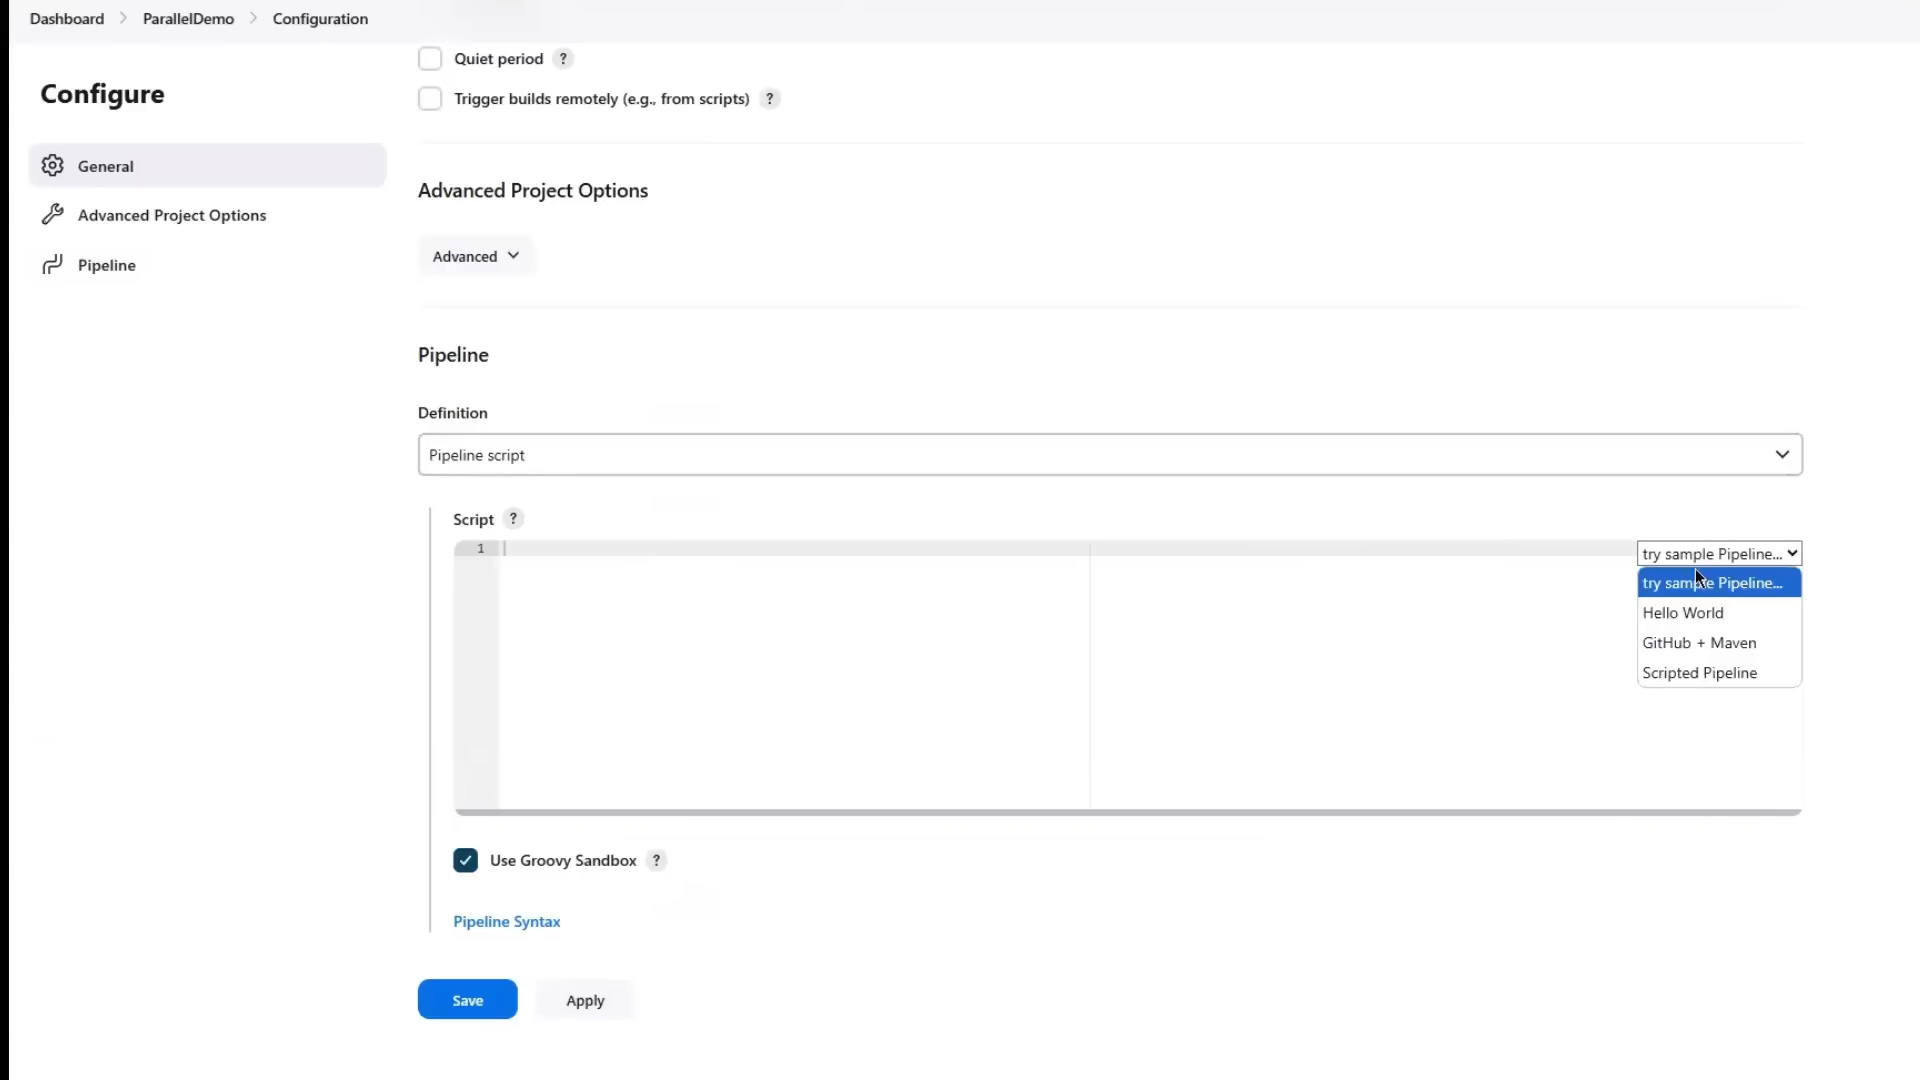 Dashboard > ParallelDemo > Configuration
Configure
General
Advanced Project Options
Pipeline
Quiet period ?
Trigger builds remotely (e.g., from scripts) ?
Advanced Project Options
Advanced
Pipeline
Definition
Pipeline script
Script ?
1
try sample Pipeline...
try sample Pipeline...
Hello World
GitHub + Maven
Scripted Pipeline
Use Groovy Sandbox ?
Pipeline Syntax
Save Apply